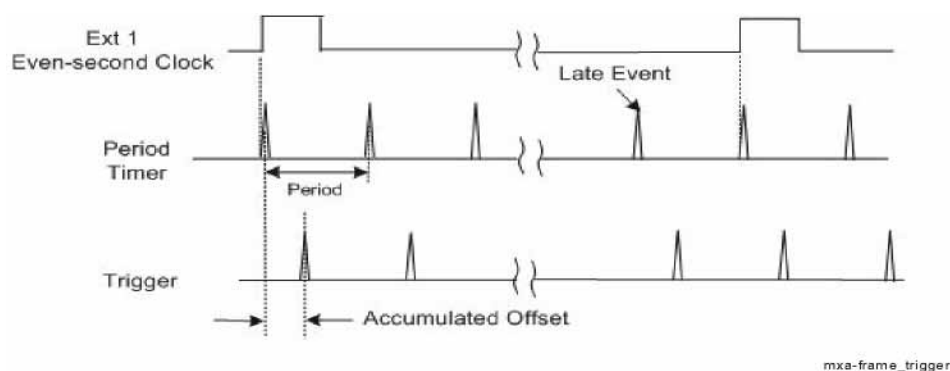 Ext 1
Even-second Clock
Late Event
Period
Timer
Period
Trigger
Accumulated Offset
mxa-frame_trigger